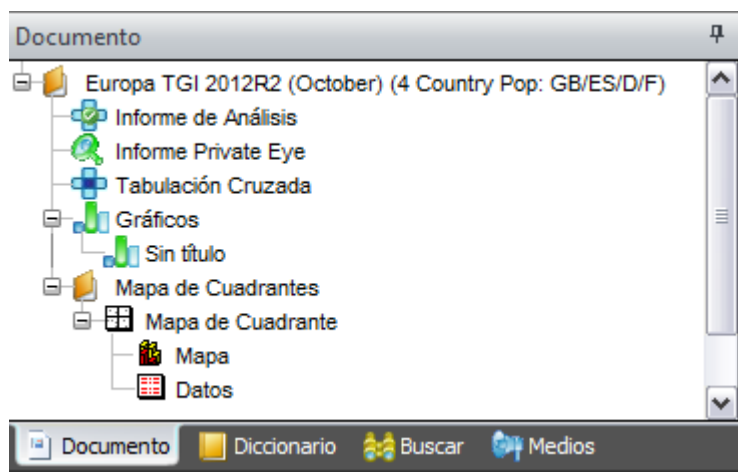 Documento
Europa TGI 2012R2 (October) (4 Country Pop: GB/ES/D/F)
Informe de Análisis
Informe Private Eye
Tabulación Cruzada
Gráficos
Sin título
Mapa de Cuadrantes
Mapa de Cuadrante
Mapa
Datos
Documento Diccionario Buscar Medios